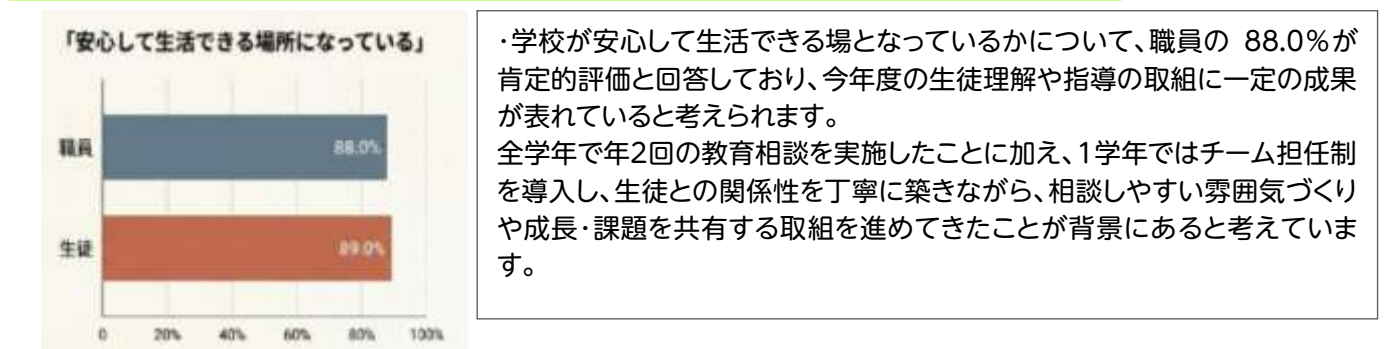 「安心して生活できる場所になっている」
職員
88.0%
生徒
89.0%
0 20% 40% 60% 80% 100%
・学校が安心して生活できる場となっているかについて、職員の 88.0%が
肯定的評価と回答しており、今年度の生徒理解や指導の取組に一定の成果
が表れていると考えられます。
全学年で年2回の教育相談を実施したことに加え、1学年ではチーム担任制
を導入し、生徒との関係性を丁寧に築きながら、相談しやすい雰囲気づくり
や成長・課題を共有する取組を進めてきたことが背景にあると考えていま
す。